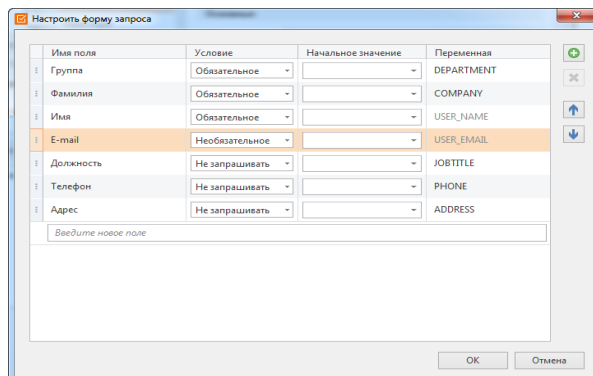 Настроить форму запроса
Имя поля Условие Начальное значение Переменная
Группа Обязательное DEPARTMENT
Фамилия Обязательное COMPANY
Имя Обязательное USER_NAME
E-mail Необязательное USER_EMAIL
Должность Не запрашивать JOBTITLE
Телефон Не запрашивать PHONE
Адрес Не запрашивать ADDRESS
Введите новое поле
OK Отмена